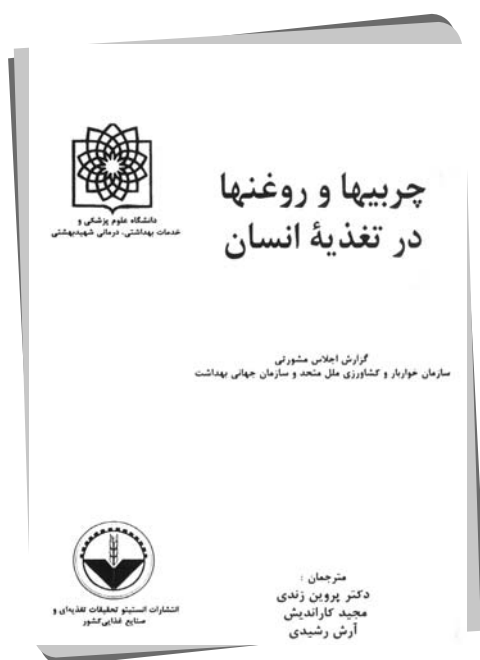 دانشگاه علوم پزشکی و
خدمات بهداشتی، درمانی شهیدبهشتی
چربیها و روغنها
در تغذیهٔ انسان
گزارش اجلاس مشورتی
سازمان خواربار و کشاورزی ملل متحد و سازمان جهانی بهداشت
انتشارات انستیتو تحقیقات تغذیه‌ای و
صنایع غذایی‌کشور
مترجمان :
دکتر پروین زندی
مجید کاراندیش
آرش رشیدی